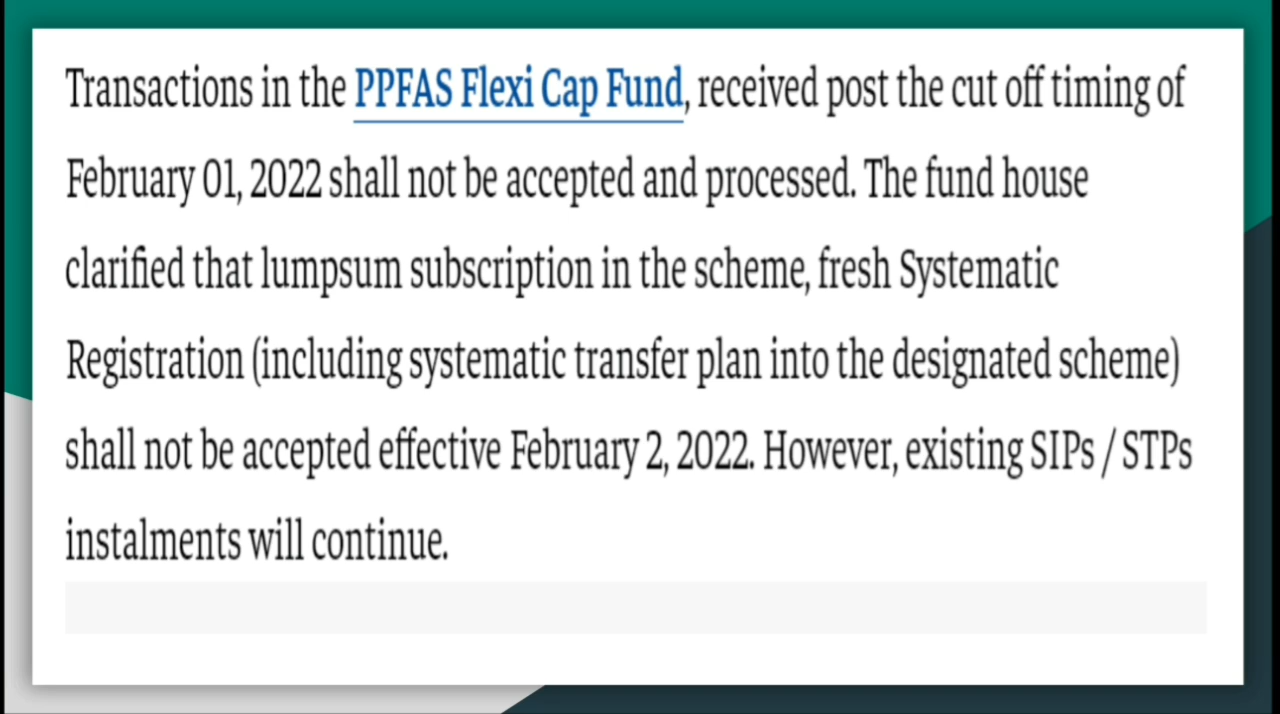 Transactions in the PPFAS Flexi Cap Fund, received post the cut off timing of
February 01, 2022 shall not be accepted and processed. The fund house
clarified that lumpsum subscription in the scheme, fresh Systematic
Registration (including systematic transfer plan into the designated scheme)
shall not be accepted effective February 2, 2022. However, existing SIPs / STPs
instalments will continue.